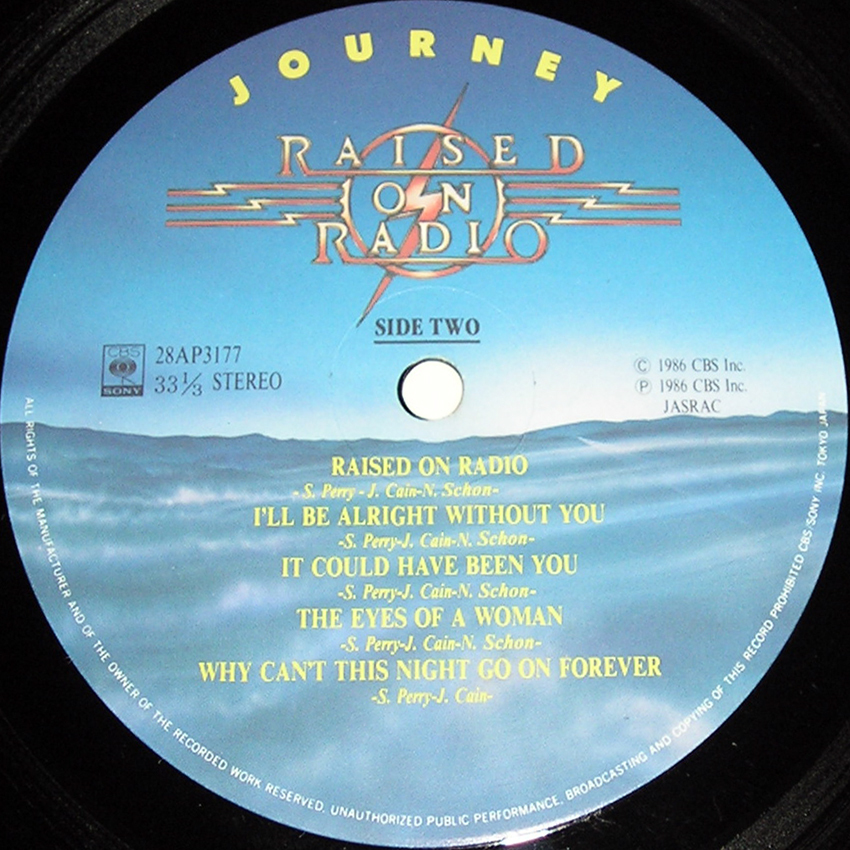 JOURNEY
RAISED
ON
RADIO
SIDE TWO
CBS
SONY
28AP3177
33 1/3 STEREO
© 1986 CBS Inc.
℗ 1986 CBS Inc.
JASRAC
RAISED ON RADIO
- S. Perry - J. Cain-N. Schon-
I'LL BE ALRIGHT WITHOUT YOU
-S. Perry-J. Cain-N. Schon-
IT COULD HAVE BEEN YOU
-S. Perry-J. Cain-N. Schon-
THE EYES OF A WOMAN
-S. Perry-J. Cain-N. Schon-
WHY CAN'T THIS NIGHT GO ON FOREVER
-S. Perry-J. Cain-
ALL RIGHTS OF THE MANUFACTURER AND OF THE OWNER OF THE RECORDED WORK RESERVED. UNAUTHORIZED PUBLIC PERFORMANCE, BROADCASTING AND COPYING OF THIS RECORD PROHIBITED CBS/SONY INC. TOKYO JAPAN